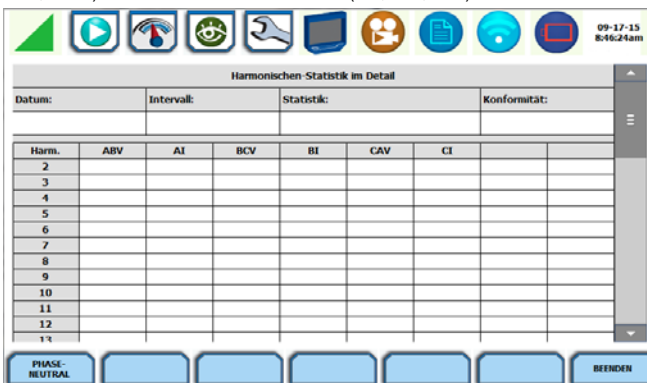 09-17-15
8:46:24am
Harmonischen-Statistik im Detail
Datum: Intervall: Statistik: Konformität:
Harm. ABV AI BCV BI CAV CI
2
3
4
5
6
7
8
9
10
11
12
13
PHASE-
NEUTRAL
BEENDEN